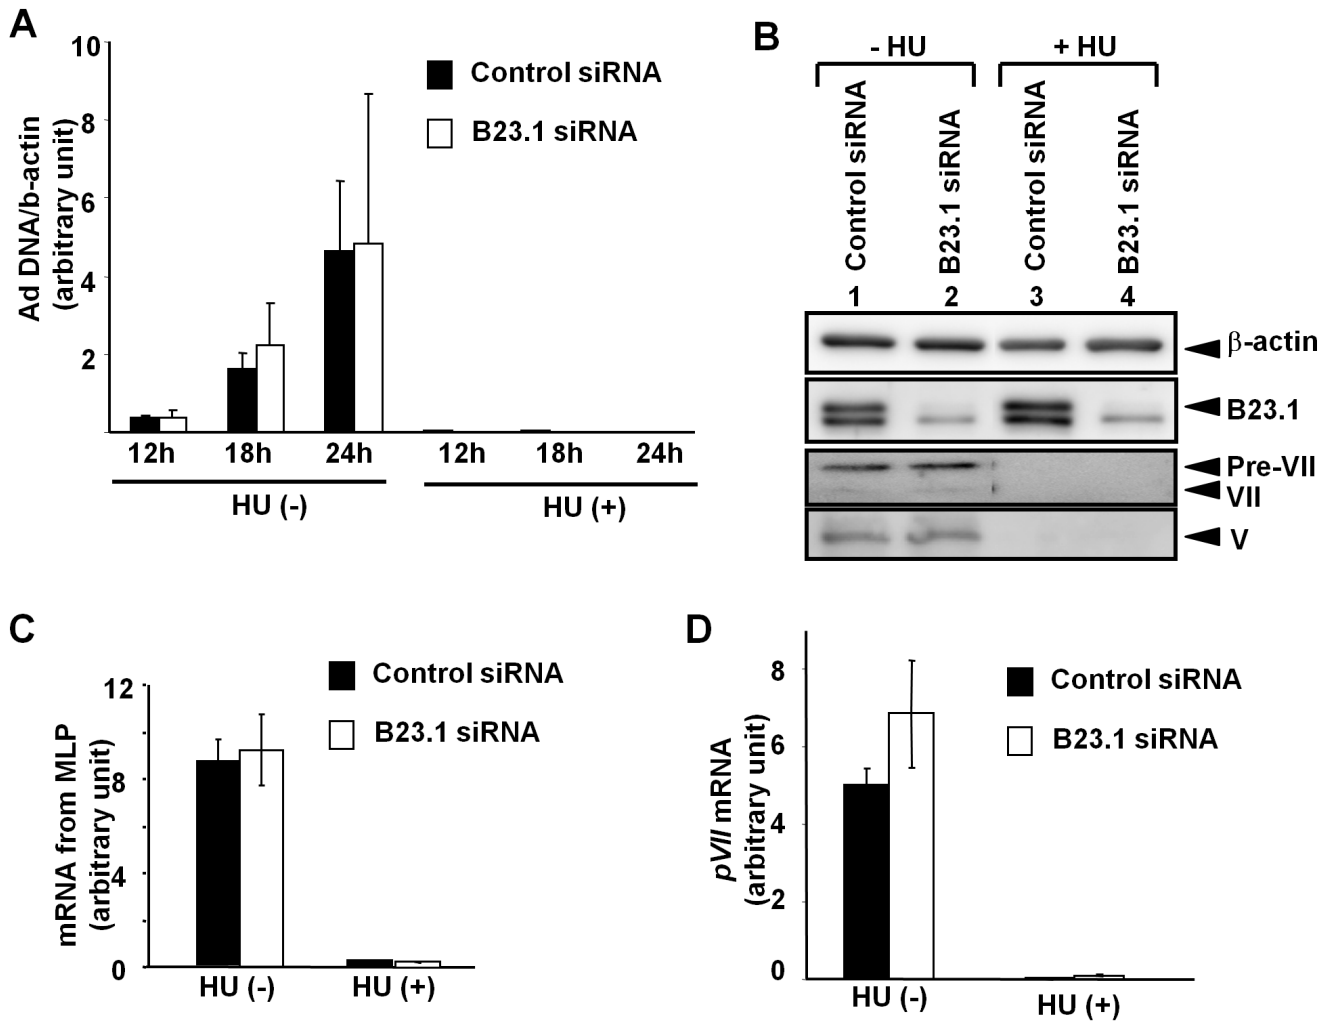 A
10
8
6
4
2
Ad DNA/b-actin
(arbitrary unit)
Control siRNA
B23.1 siRNA
12h 18h 24h 12h 18h 24h
HU (-) HU (+)
B
- HU + HU
Control siRNA
B23.1 siRNA
Control siRNA
B23.1 siRNA
1 2 3 4
β-actin
B23.1
Pre-VII
VII
V
C
12
8
4
0
mRNA from MLP
(arbitrary unit)
Control siRNA
B23.1 siRNA
HU (-) HU (+)
D
8
6
4
2
0
pVII mRNA
(arbitrary unit)
Control siRNA
B23.1 siRNA
HU (-) HU (+)